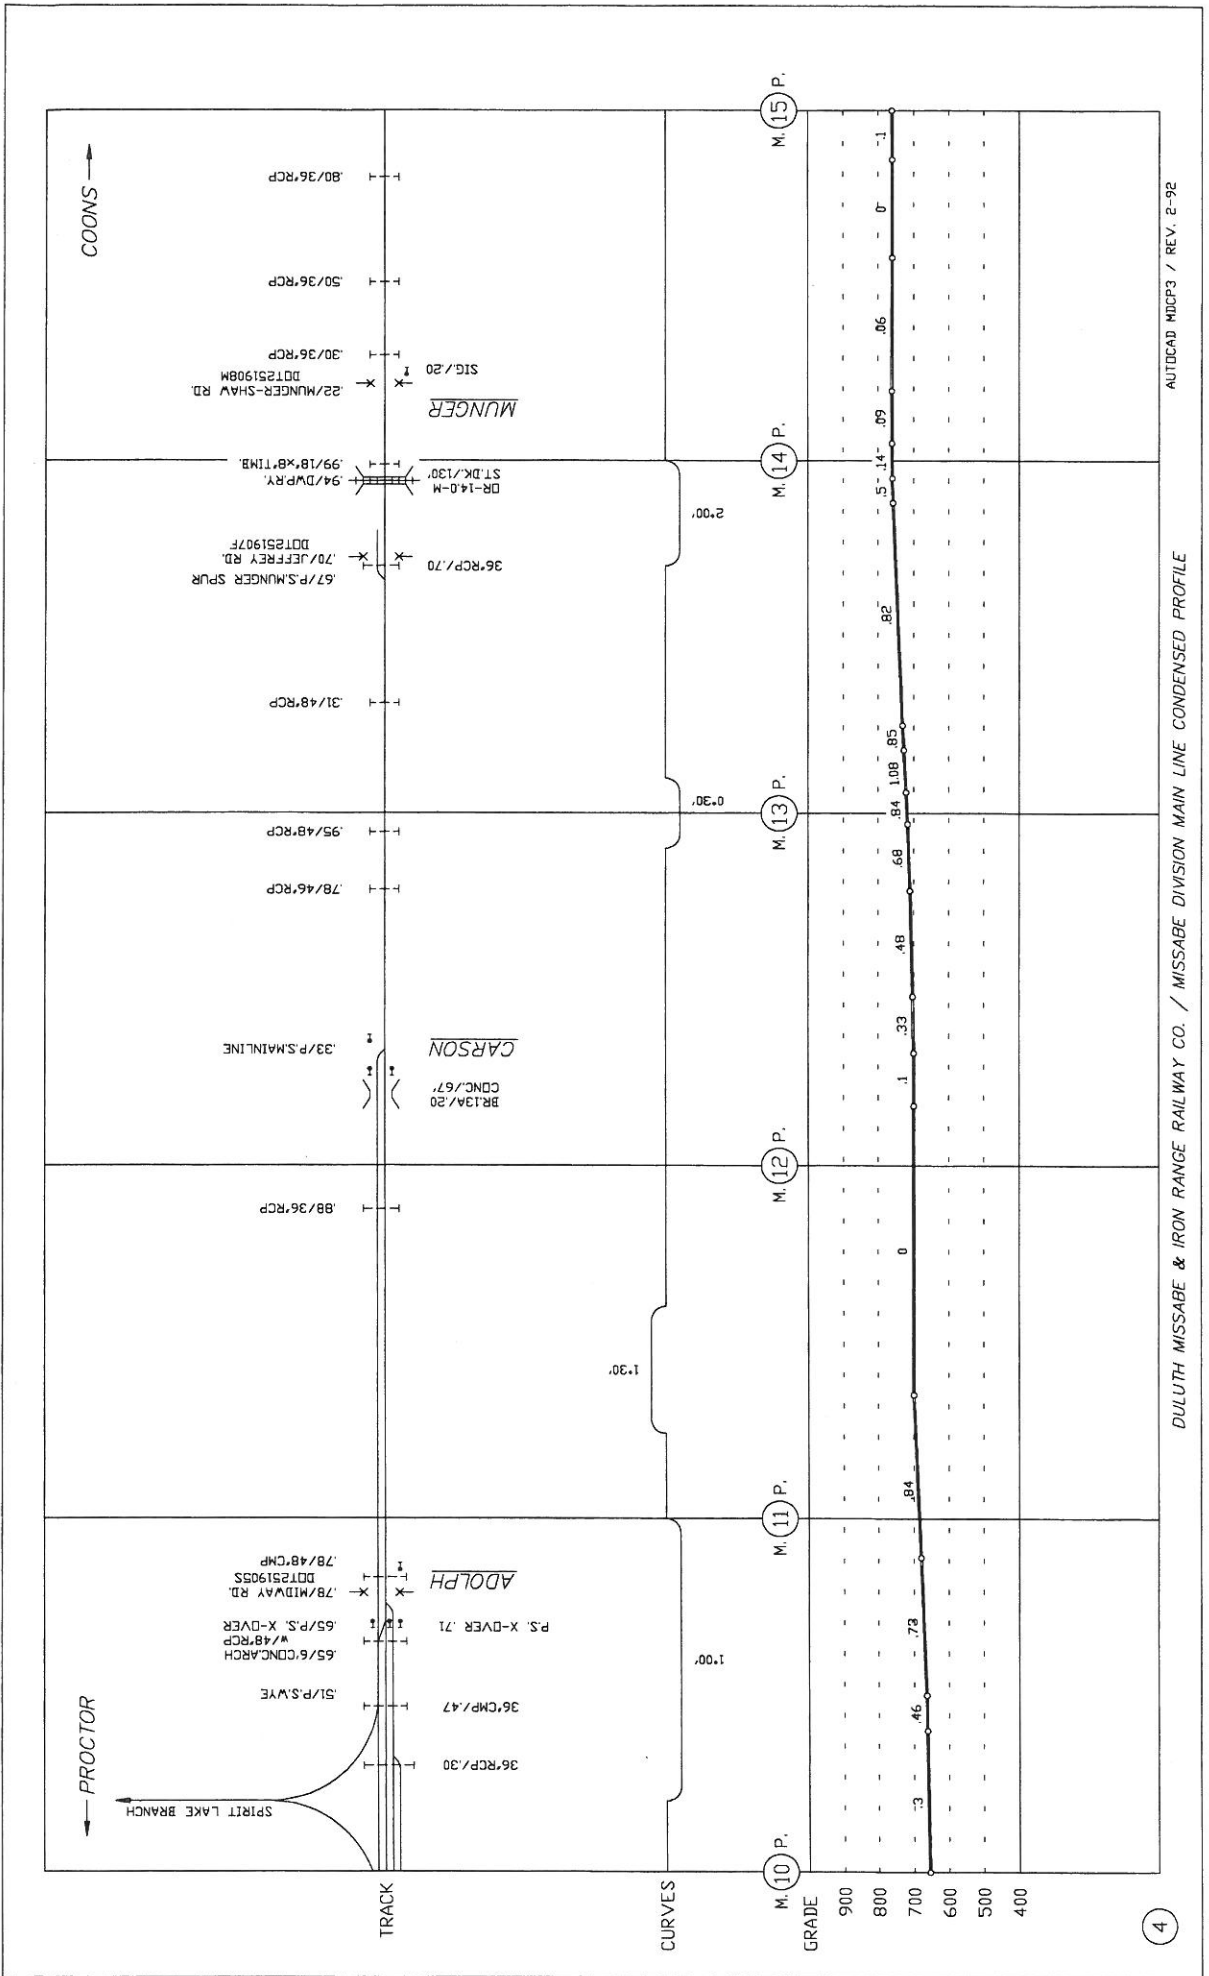 ← PROCTOR
COONS →
SPIRIT LAKE BRANCH
.51/P.S.WYE
.65/6'CONC.ARCH
W/48"RCP
.65/P.S. X-OVER
.78/MIDWAY RD.
DOT251905S
.78/48"CMP
.88/36"RCP
.33/P.S.MAINLINE
.78/46"RCP
.95/48"RCP
.31/48"RCP
.67/P.S.MUNGER SPUR
.70/JEFFREY RD.
DOT251907F
.94/DWP.RY.
.99/18"x8"TIMB.
.22/MUNGER-SHAW RD.
DOT251908M
.30/36"RCP
.50/36"RCP
.80/36"RCP
TRACK
36"RCP/.30
36"CMP/.47
P.S. X-OVER .71
ADOLPH
BR.13A/.20
CONC./67'
CARSON
36"RCP/.70
OR-14.0-M
ST.DK./130'
MUNGER
SIG./.20
CURVES
1°00'
1°30'
0°30'
2°00'
M. 10 P.
M. 11 P.
M. 12 P.
M. 13 P.
M. 14 P.
M. 15 P.
GRADE
900
800
700
600
500
400
.3
.46
.73
.84
0
.1
.33
.48
.68
.84
1.08
.85
.82
.5
.14
.09
.06
0
.1
4
DULUTH MISSABE & IRON RANGE RAILWAY CO. / MISSABE DIVISION MAIN LINE CONDENSED PROFILE
AUTOCAD MDCP3 / REV. 2-92